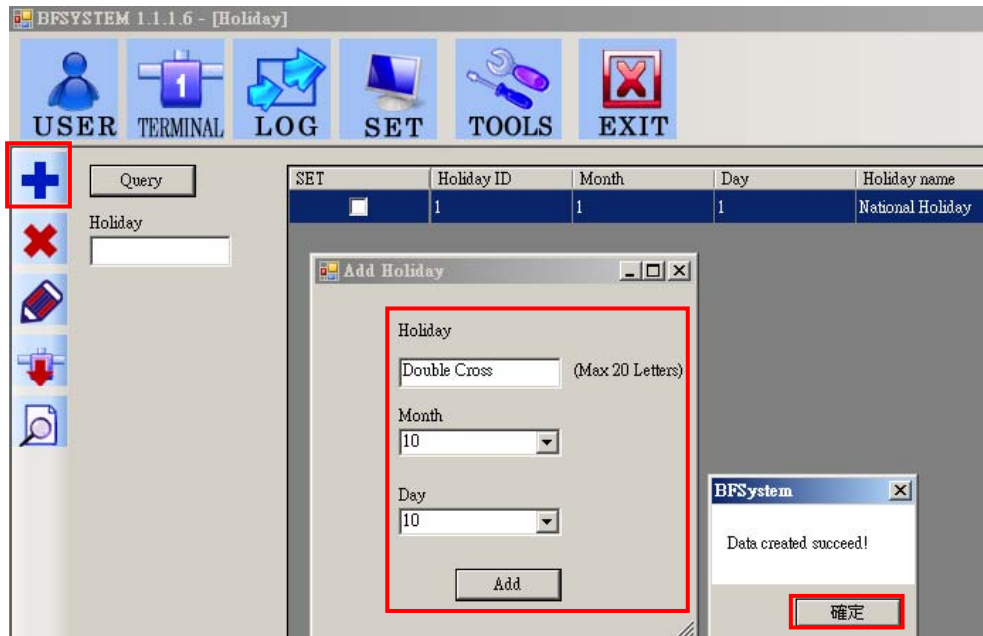 BFSYSTEM 1.1.1.6 - [Holiday]
1
USER TERMINAL LOG SET TOOLS EXIT
Query
SET Holiday ID Month Day Holiday name
1 1 1 National Holiday
Holiday
Add Holiday
Holiday
Double Cross (Max 20 Letters)
Month
10
Day
10
Add
BFSystem
Data created succeed!
確定